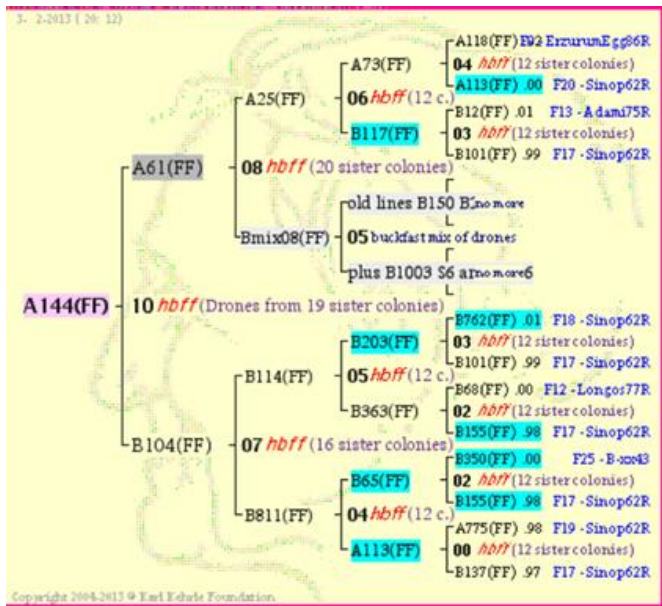 3- 2-2013 ( 20: 12)
A118(FF) F92 -ErzurumEgg86R
A73(FF) 04 hbff (12 sister colonies)
A113(FF) .00 F20 -Sinop62R
06 hbff (12 c.)
A25(FF)
B12(FF) .01 F13 -Adami75R
B117(FF) 03 hbff (12 sister colonies)
B101(FF) .99 F17 -Sinop62R
A61(FF) 08 hbff (20 sister colonies)
old lines B150 no more
Bmix08(FF) 05 buckfast mix of drones
plus B1003 S6 no more
A144(FF) 10 hbff (Drones from 19 sister colonies)
B762(FF) .01 F18 -Sinop62R
B203(FF) 03 hbff (12 sister colonies)
B101(FF) .99 F17 -Sinop62R
B114(FF) 05 hbff (12 c.)
B68(FF) .00 F12 -Longos77R
B363(FF) 02 hbff (12 sister colonies)
B155(FF) .98 F17 -Sinop62R
B104(FF) 07 hbff (16 sister colonies)
B350(FF) .00 F25 -B-xx43
B65(FF) 02 hbff (12 sister colonies)
B155(FF) .98 F17 -Sinop62R
B811(FF) 04 hbff (12 c.)
A775(FF) .98 F19 -Sinop62R
A113(FF) 00 hbff (12 sister colonies)
B137(FF) .97 F17 -Sinop62R
Copyright 2004-2013 © Karl Kehrle Foundation